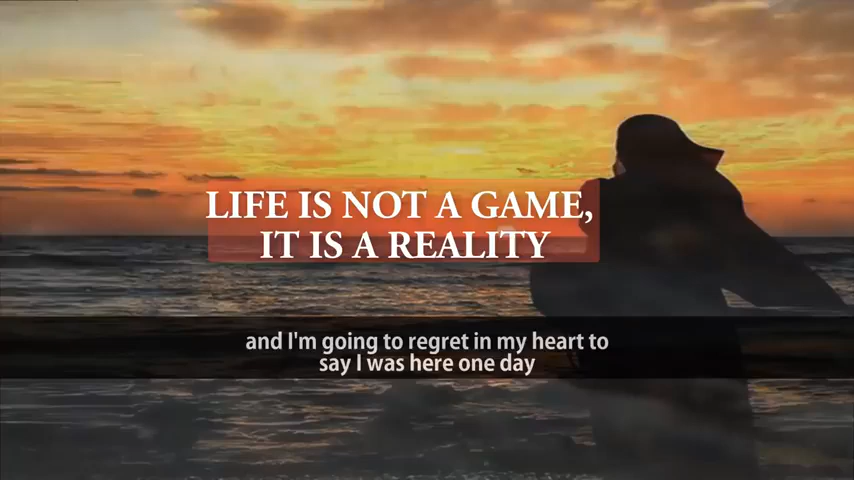 LIFE IS NOT A GAME,
IT IS A REALITY
and I'm going to regret in my heart to
say I was here one day